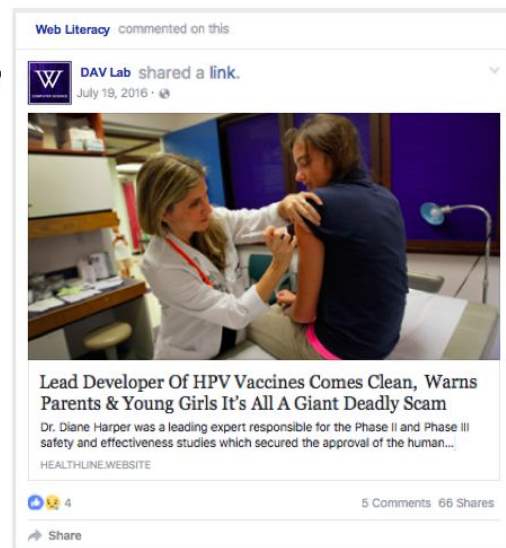 Web Literacy commented on this
W
COMPUTER SCIENCE
DAV Lab shared a link.
July 19, 2016 ·
Lead Developer Of HPV Vaccines Comes Clean, Warns
Parents & Young Girls It's All A Giant Deadly Scam
Dr. Diane Harper was a leading expert responsible for the Phase II and Phase III
safety and effectiveness studies which secured the approval of the human...
HEALTHLINE.WEBSITE
4
5 Comments 66 Shares
Share